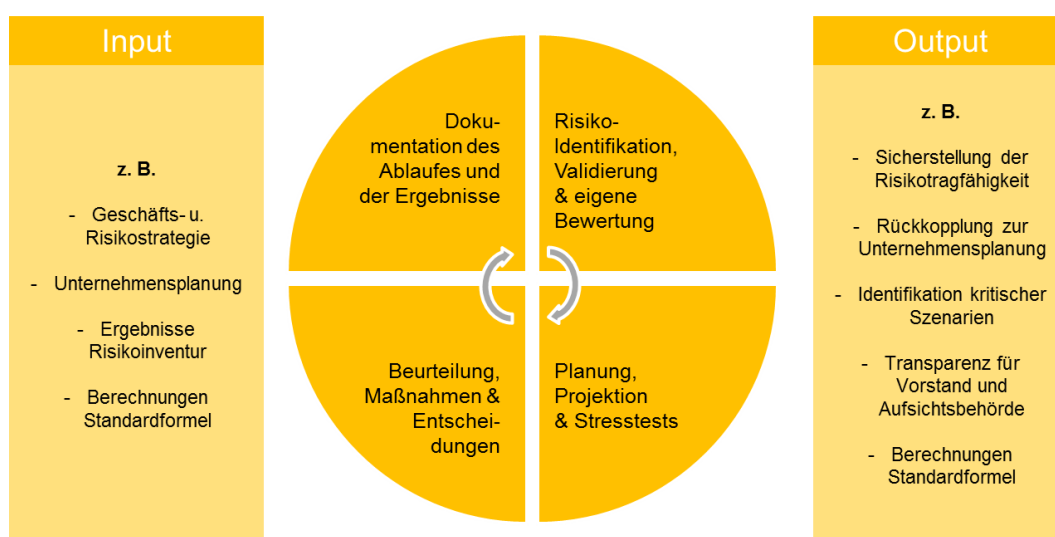 Input
z. B.
- Geschäfts- u.
Risikostrategie
- Unternehmensplanung
- Ergebnisse
Risikoinventur
- Berechnungen
Standardformel
Doku-
mentation des
Ablaufes und
der Ergebnisse
Risiko-
Identifikation,
Validierung
& eigene
Bewertung
Beurteilung,
Maßnahmen &
Entschei-
dungen
Planung,
Projektion
& Stresstests
Output
z. B.
- Sicherstellung der
Risikotragfähigkeit
- Rückkopplung zur
Unternehmensplanung
- Identifikation kritischer
Szenarien
- Transparenz für
Vorstand und
Aufsichtsbehörde
- Berechnungen
Standardformel